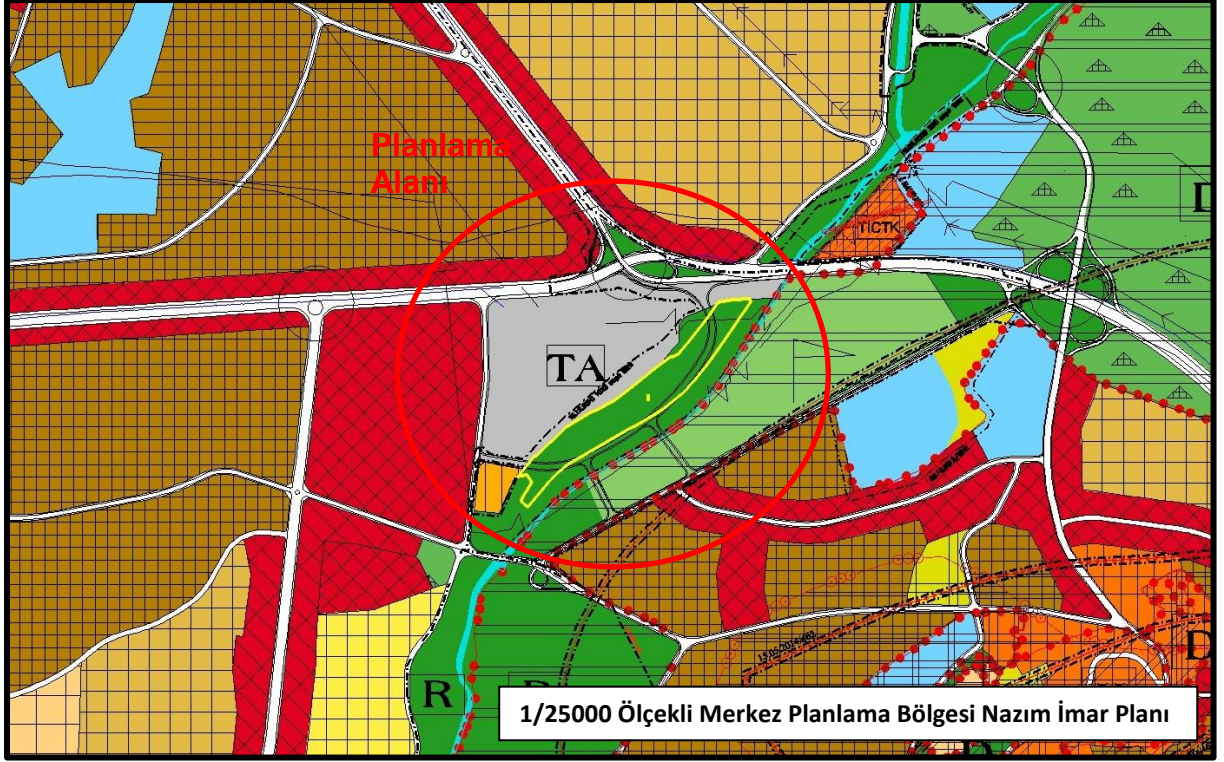 Planlama
Alanı
TİCTK
D
TA
R
D
D
1/25000 Ölçekli Merkez Planlama Bölgesi Nazım İmar Planı